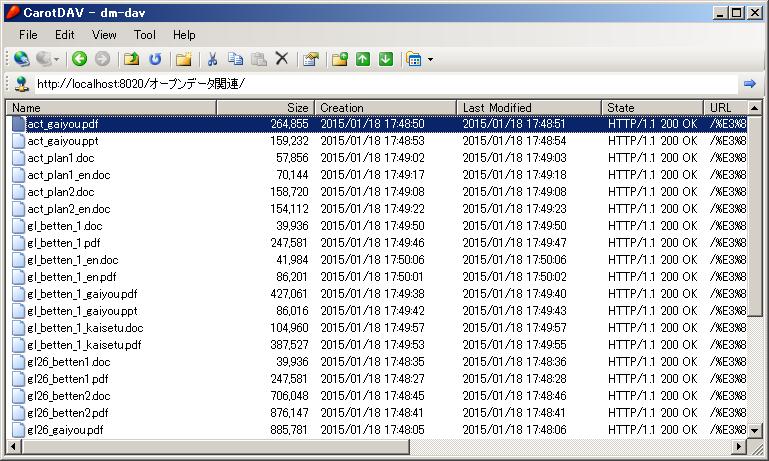 CarotDAV - dm-dav
File Edit View Tool Help
http://localhost:8020/オープンデータ関連/
Name Size Creation Last Modified State URL
act_gaiyou.pdf 264,855 2015/01/18 17:48:50 2015/01/18 17:48:51 HTTP/1.1 200 OK /%E3%8
act_gaiyou.ppt 159,232 2015/01/18 17:48:53 2015/01/18 17:48:54 HTTP/1.1 200 OK /%E3%8
act_plan1.doc 57,856 2015/01/18 17:49:02 2015/01/18 17:49:03 HTTP/1.1 200 OK /%E3%8
act_plan1_en.doc 70,144 2015/01/18 17:49:17 2015/01/18 17:49:18 HTTP/1.1 200 OK /%E3%8
act_plan2.doc 158,720 2015/01/18 17:49:08 2015/01/18 17:49:08 HTTP/1.1 200 OK /%E3%8
act_plan2_en.doc 154,112 2015/01/18 17:49:22 2015/01/18 17:49:23 HTTP/1.1 200 OK /%E3%8
gl_betten_1.doc 39,936 2015/01/18 17:49:50 2015/01/18 17:49:50 HTTP/1.1 200 OK /%E3%8
gl_betten_1.pdf 247,581 2015/01/18 17:49:46 2015/01/18 17:49:47 HTTP/1.1 200 OK /%E3%8
gl_betten_1_en.doc 41,984 2015/01/18 17:50:06 2015/01/18 17:50:06 HTTP/1.1 200 OK /%E3%8
gl_betten_1_en.pdf 86,201 2015/01/18 17:50:01 2015/01/18 17:50:02 HTTP/1.1 200 OK /%E3%8
gl_betten_1_gaiyou.pdf 427,061 2015/01/18 17:49:38 2015/01/18 17:49:40 HTTP/1.1 200 OK /%E3%8
gl_betten_1_gaiyou.ppt 86,016 2015/01/18 17:49:42 2015/01/18 17:49:43 HTTP/1.1 200 OK /%E3%8
gl_betten_1_kaisetu.doc 104,960 2015/01/18 17:49:57 2015/01/18 17:49:57 HTTP/1.1 200 OK /%E3%8
gl_betten_1_kaisetu.pdf 387,527 2015/01/18 17:49:53 2015/01/18 17:49:55 HTTP/1.1 200 OK /%E3%8
gl26_betten1.doc 39,936 2015/01/18 17:48:35 2015/01/18 17:48:36 HTTP/1.1 200 OK /%E3%8
gl26_betten1.pdf 247,581 2015/01/18 17:48:27 2015/01/18 17:48:28 HTTP/1.1 200 OK /%E3%8
gl26_betten2.doc 706,048 2015/01/18 17:48:45 2015/01/18 17:48:46 HTTP/1.1 200 OK /%E3%8
gl26_betten2.pdf 876,147 2015/01/18 17:48:41 2015/01/18 17:48:41 HTTP/1.1 200 OK /%E3%8
gl26_gaiyou.pdf 885,781 2015/01/18 17:48:05 2015/01/18 17:48:06 HTTP/1.1 200 OK /%E3%8